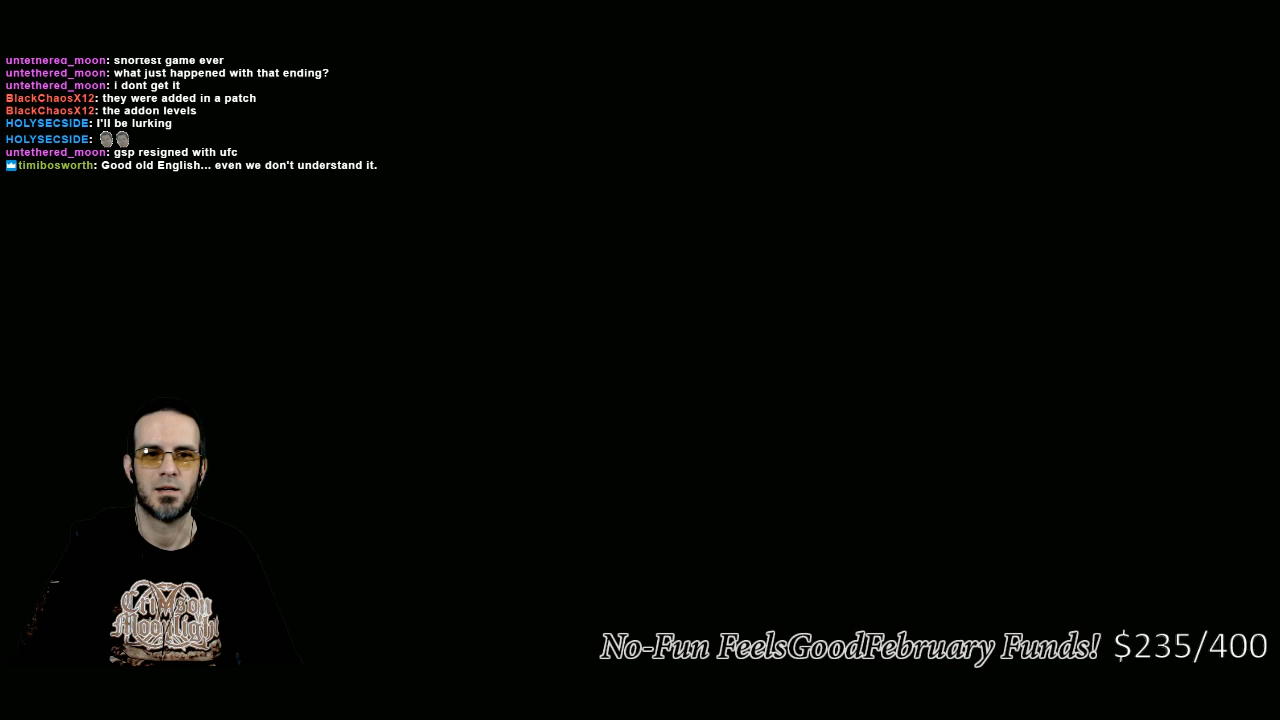 untethered_moon: shortest game ever
untethered_moon: what just happened with that ending?
untethered_moon: i dont get it
BlackChaosX12: they were added in a patch
BlackChaosX12: the addon levels
HOLYSECSIDE: I'll be lurking
HOLYSECSIDE:
untethered_moon: gsp resigned with ufc
timibosworth: Good old English... even we don't understand it.
Crimson
Moonlight
No-Fun FeelsGoodFebruary Funds! $235/400